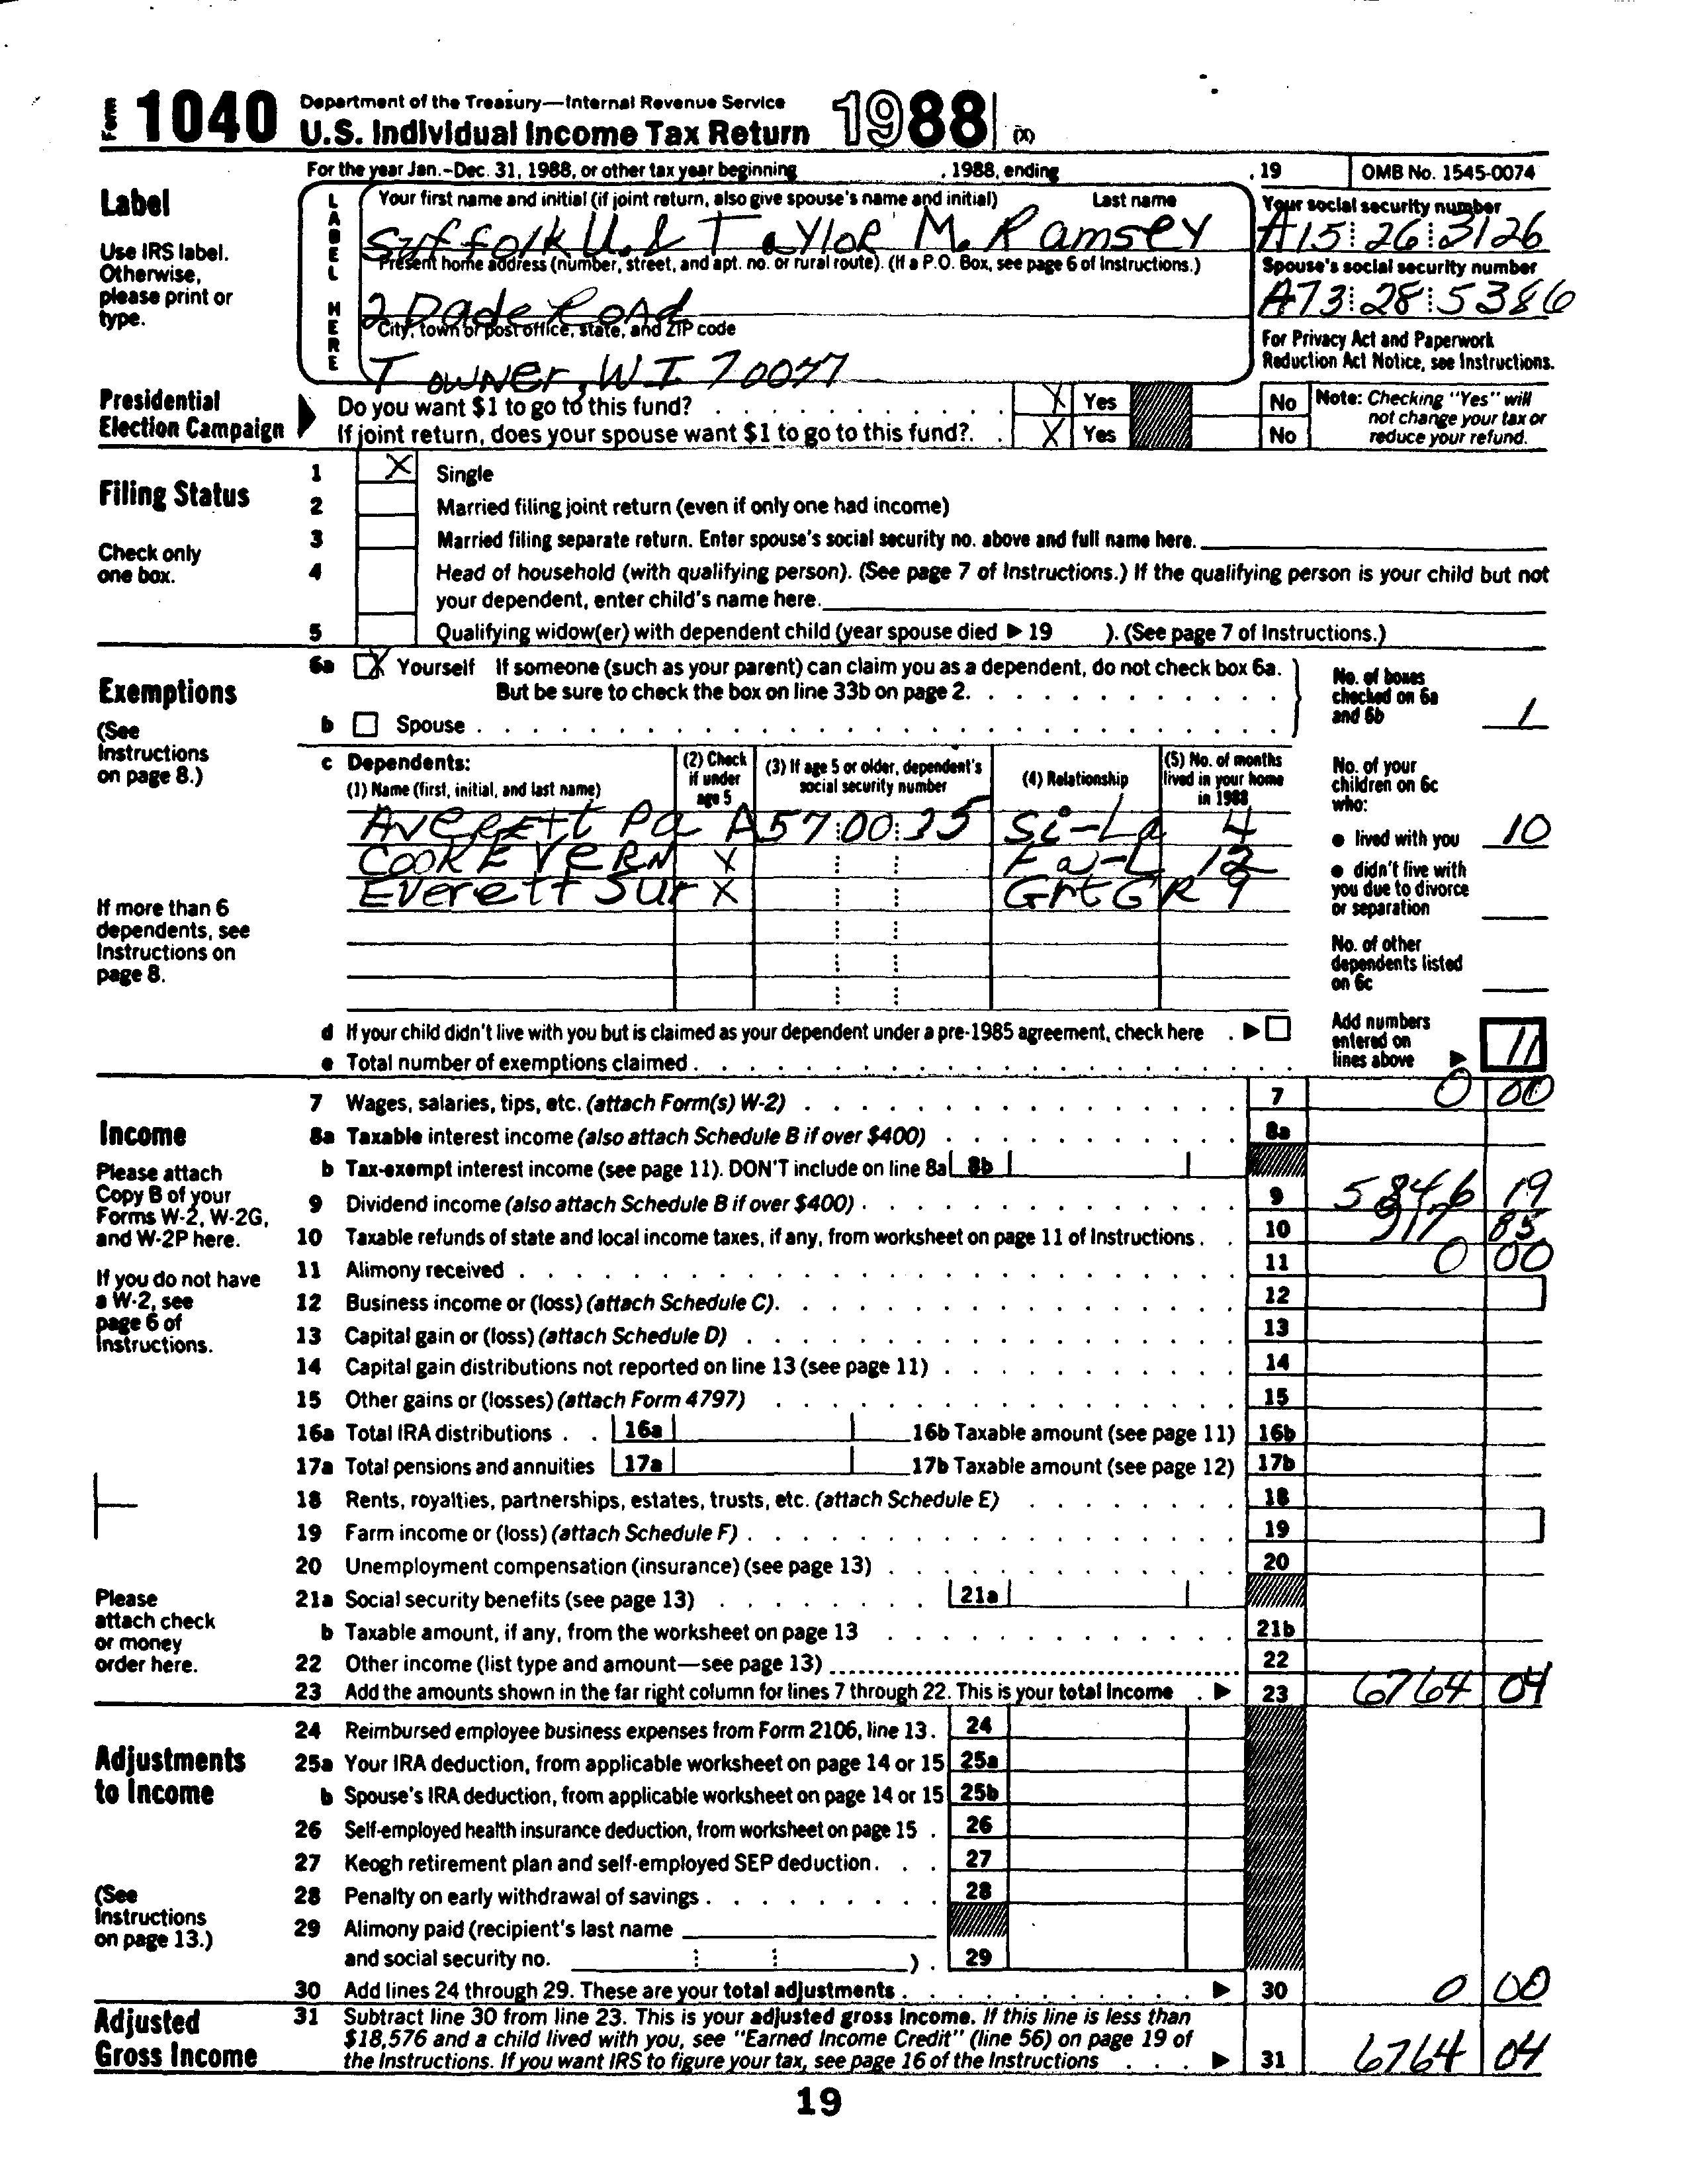 Form 1040 Department of the Treasury—Internal Revenue Service
U.S. Individual Income Tax Return 1988 (X)
For the year Jan.-Dec. 31, 1988, or other tax year beginning , 1988, ending , 19 OMB No. 1545-0074
Label
Use IRS label.
Otherwise,
please print or
type.
LABEL HERE
Your first name and initial (if joint return, also give spouse's name and initial) Last name
Suffolk U. & Taylor M. Ramsey
Your social security number
A15 26 3126
Present home address (number, street, and apt. no. or rural route). (If a P.O. Box, see page 6 of Instructions.)
2 Dade Road
Spouse's social security number
A73 28 5386
City, town or post office, state, and ZIP code
Towner, WI 70077
For Privacy Act and Paperwork
Reduction Act Notice, see Instructions.
Presidential
Election Campaign
Do you want $1 to go to this fund? X Yes No
If joint return, does your spouse want $1 to go to this fund? X Yes No
Note: Checking "Yes" will
not change your tax or
reduce your refund.
Filing Status
Check only
one box.
1 X Single
2 Married filing joint return (even if only one had income)
3 Married filing separate return. Enter spouse's social security no. above and full name here.
4 Head of household (with qualifying person). (See page 7 of Instructions.) If the qualifying person is your child but not
your dependent, enter child's name here.
5 Qualifying widow(er) with dependent child (year spouse died ▶ 19 ). (See page 7 of Instructions.)
Exemptions
(See
Instructions
on page 8.)
6a X Yourself If someone (such as your parent) can claim you as a dependent, do not check box 6a.
But be sure to check the box on line 33b on page 2.
b Spouse
No. of boxes
checked on 6a
and 6b 1
c Dependents:
(1) Name (first, initial, and last name)
(2) Check
if under
age 5
(3) If age 5 or older, dependent's
social security number
(4) Relationship
(5) No. of months
lived in your home
in 1988
Averett Pa A57 00 35 Si-La 4
Cook E Vern X Fa-L 12
Everett Sur X GrtGR 9
No. of your
children on 6c
who:
● lived with you 10
● didn't live with
you due to divorce
or separation
No. of other
dependents listed
on 6c
If more than 6
dependents, see
Instructions on
page 8.
d If your child didn't live with you but is claimed as your dependent under a pre-1985 agreement, check here ▶
e Total number of exemptions claimed
Add numbers
entered on
lines above ▶ 11
Income
Please attach
Copy B of your
Forms W-2, W-2G,
and W-2P here.
If you do not have
a W-2, see
page 6 of
Instructions.
Please
attach check
or money
order here.
7 Wages, salaries, tips, etc. (attach Form(s) W-2) 7 0 00
8a Taxable interest income (also attach Schedule B if over $400) 8a
b Tax-exempt interest income (see page 11). DON'T include on line 8a 8b
9 Dividend income (also attach Schedule B if over $400) 9 5846 19
10 Taxable refunds of state and local income taxes, if any, from worksheet on page 11 of Instructions 10 917 85
11 Alimony received 11 0 00
12 Business income or (loss) (attach Schedule C) 12
13 Capital gain or (loss) (attach Schedule D) 13
14 Capital gain distributions not reported on line 13 (see page 11) 14
15 Other gains or (losses) (attach Form 4797) 15
16a Total IRA distributions 16a 16b Taxable amount (see page 11) 16b
17a Total pensions and annuities 17a 17b Taxable amount (see page 12) 17b
18 Rents, royalties, partnerships, estates, trusts, etc. (attach Schedule E) 18
19 Farm income or (loss) (attach Schedule F) 19
20 Unemployment compensation (insurance) (see page 13) 20
21a Social security benefits (see page 13) 21a
b Taxable amount, if any, from the worksheet on page 13 21b
22 Other income (list type and amount—see page 13) 22
23 Add the amounts shown in the far right column for lines 7 through 22. This is your total income ▶ 23 6764 04
Adjustments
to Income
(See
Instructions
on page 13.)
24 Reimbursed employee business expenses from Form 2106, line 13. 24
25a Your IRA deduction, from applicable worksheet on page 14 or 15 25a
b Spouse's IRA deduction, from applicable worksheet on page 14 or 15 25b
26 Self-employed health insurance deduction, from worksheet on page 15 26
27 Keogh retirement plan and self-employed SEP deduction 27
28 Penalty on early withdrawal of savings 28
29 Alimony paid (recipient's last name
and social security no. ) 29
30 Add lines 24 through 29. These are your total adjustments ▶ 30 0 00
Adjusted
Gross Income
31 Subtract line 30 from line 23. This is your adjusted gross income. If this line is less than
$18,576 and a child lived with you, see "Earned Income Credit" (line 56) on page 19 of
the Instructions. If you want IRS to figure your tax, see page 16 of the Instructions ▶ 31 6764 04
19